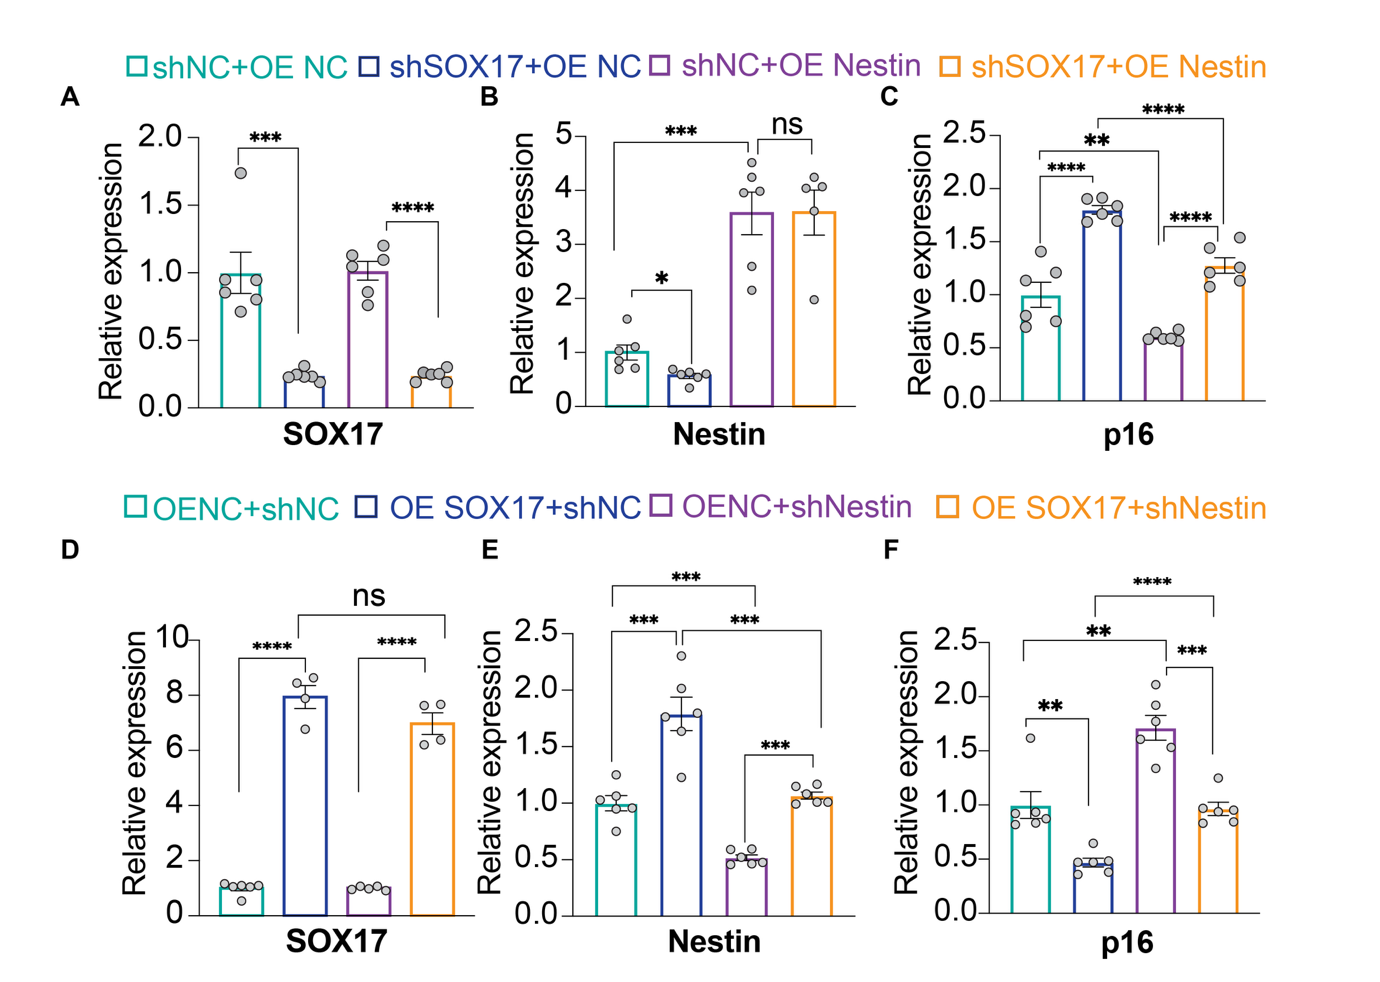 shNC+OE NC shSOX17+OE NC shNC+OE Nestin shSOX17+OE Nestin
A
Relative expression
2.0
1.5
1.0
0.5
0.0
***
****
SOX17
B
Relative expression
5
4
3
2
1
0
***
ns
*
Nestin
C
Relative expression
2.5
2.0
1.5
1.0
0.5
0.0
****
**
****
****
p16
OENC+shNC OE SOX17+shNC OENC+shNestin OE SOX17+shNestin
D
Relative expression
10
8
6
4
2
0
ns
****
****
SOX17
E
Relative expression
2.5
2.0
1.5
1.0
0.5
0.0
***
***
***
***
Nestin
F
Relative expression
2.5
2.0
1.5
1.0
0.5
0.0
****
**
***
**
p16